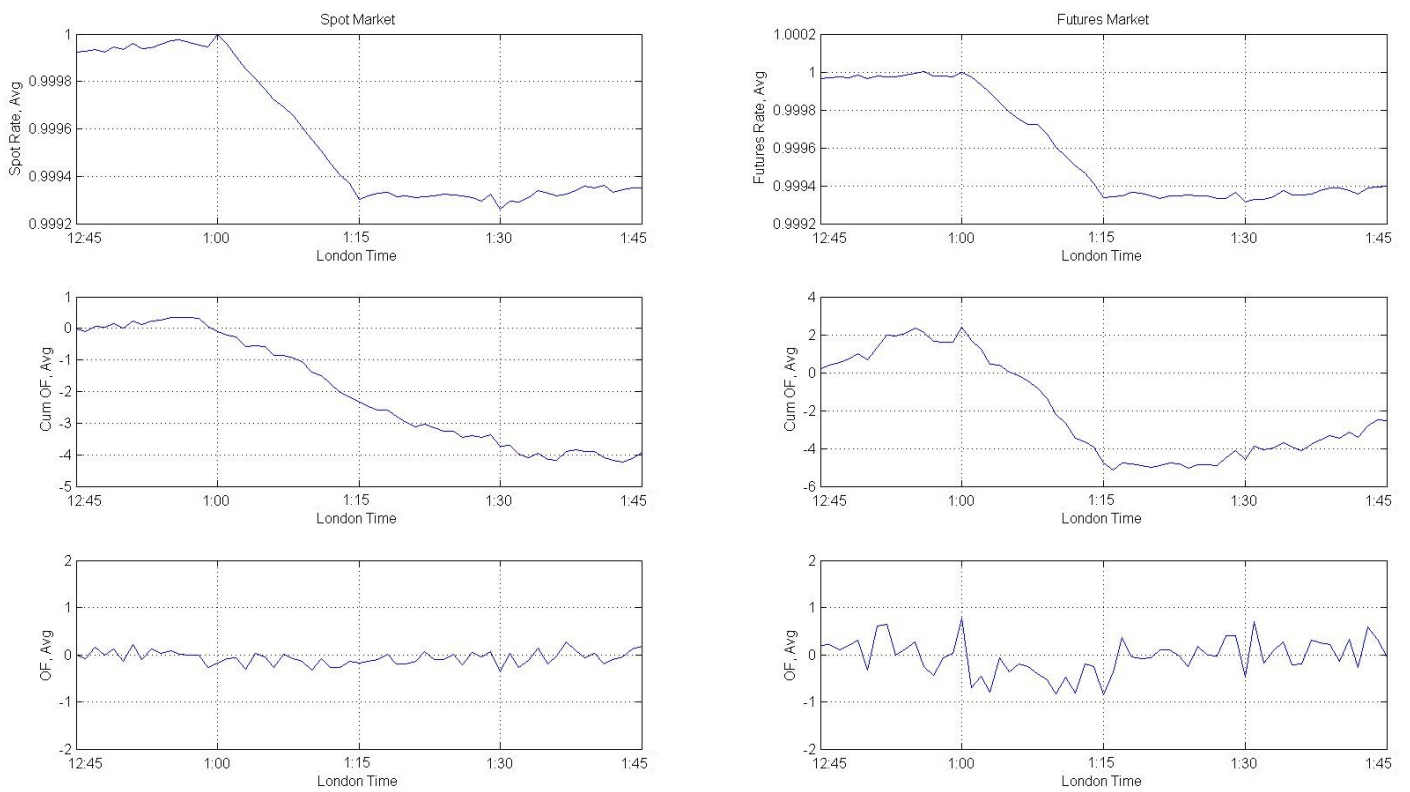 Spot Market
Spot Rate, Avg
1
0.9998
0.9996
0.9994
0.9992
12:45 1:00 1:15 1:30 1:45
London Time
Futures Market
Futures Rate, Avg
1.0002
1
0.9998
0.9996
0.9994
0.9992
12:45 1:00 1:15 1:30 1:45
London Time
Cum OF, Avg
1
0
-1
-2
-3
-4
-5
12:45 1:00 1:15 1:30 1:45
London Time
Cum OF, Avg
4
2
0
-2
-4
-6
12:45 1:00 1:15 1:30 1:45
London Time
OF, Avg
2
1
0
-1
-2
12:45 1:00 1:15 1:30 1:45
London Time
OF, Avg
2
1
0
-1
-2
12:45 1:00 1:15 1:30 1:45
London Time